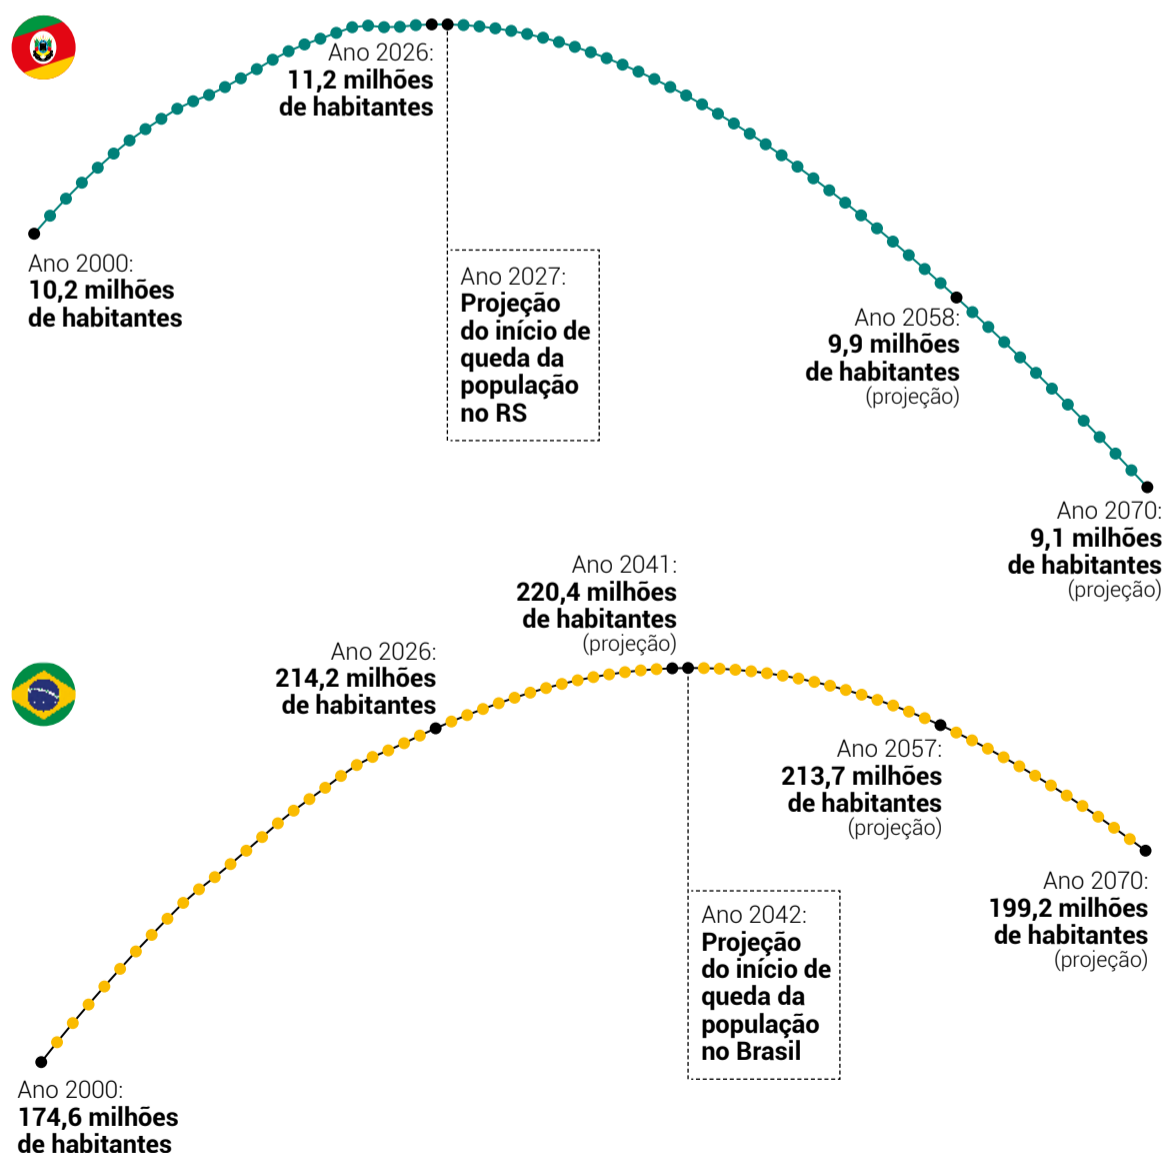 Ano 2026:
11,2 milhões
de habitantes
Ano 2000:
10,2 milhões
de habitantes
Ano 2027:
Projeção
do início de
queda da
população
no RS
Ano 2058:
9,9 milhões
de habitantes
(projeção)
Ano 2070:
9,1 milhões
de habitantes
(projeção)
Ano 2041:
220,4 milhões
de habitantes
(projeção)
Ano 2026:
214,2 milhões
de habitantes
Ano 2057:
213,7 milhões
de habitantes
(projeção)
Ano 2070:
199,2 milhões
de habitantes
(projeção)
Ano 2042:
Projeção
do início de
queda da
população
no Brasil
Ano 2000:
174,6 milhões
de habitantes